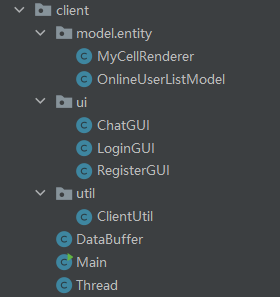 client
model.entity
MyCellRenderer
OnlineUserListModel
ui
ChatGUI
LoginGUI
RegisterGUI
util
ClientUtil
DataBuffer
Main
Thread